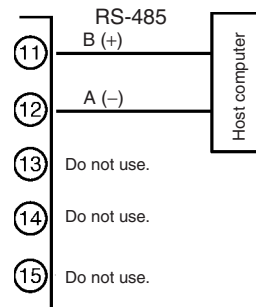 RS-485
11 B (+)
12 A (−)
Host computer
13 Do not use.
14 Do not use.
15 Do not use.